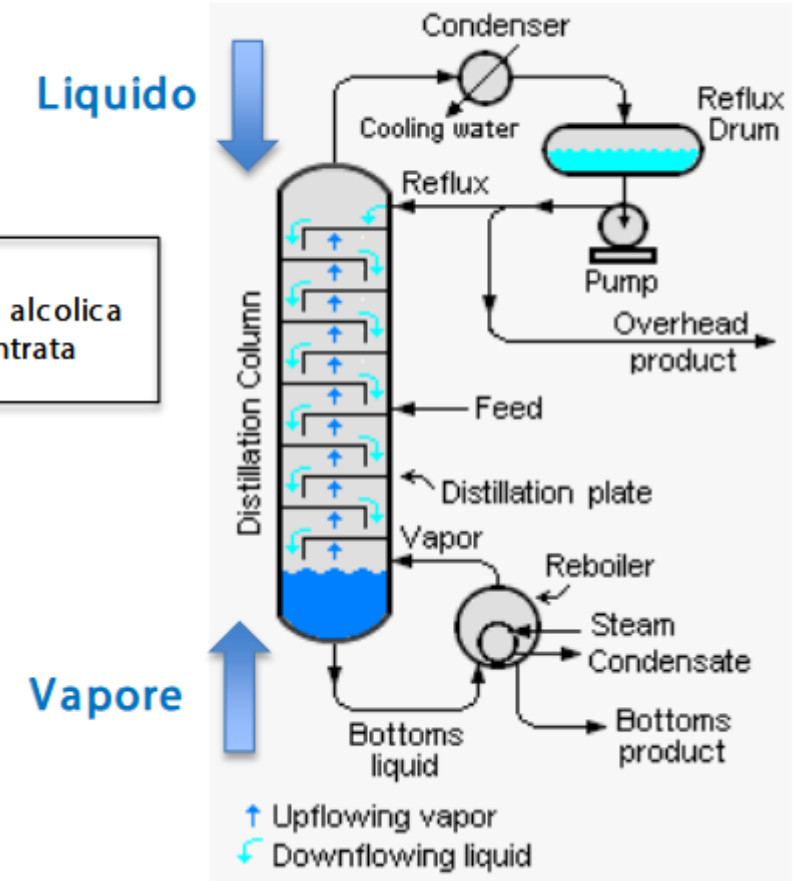 Condenser
Liquido
Cooling water
Reflux
Drum
Reflux
Pump
alcolica
Overhead
product
Distillation Column
Feed
Distillation plate
Vapor
Reboiler
Steam
Condensate
Vapore
Bottoms
liquid
Bottoms
product
Upflowing vapor
Downflowing liquid